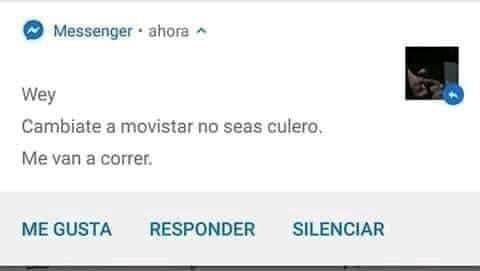 Messenger • ahora
Wey
Cambiate a movistar no seas culero.
Me van a correr.
ME GUSTA RESPONDER SILENCIAR